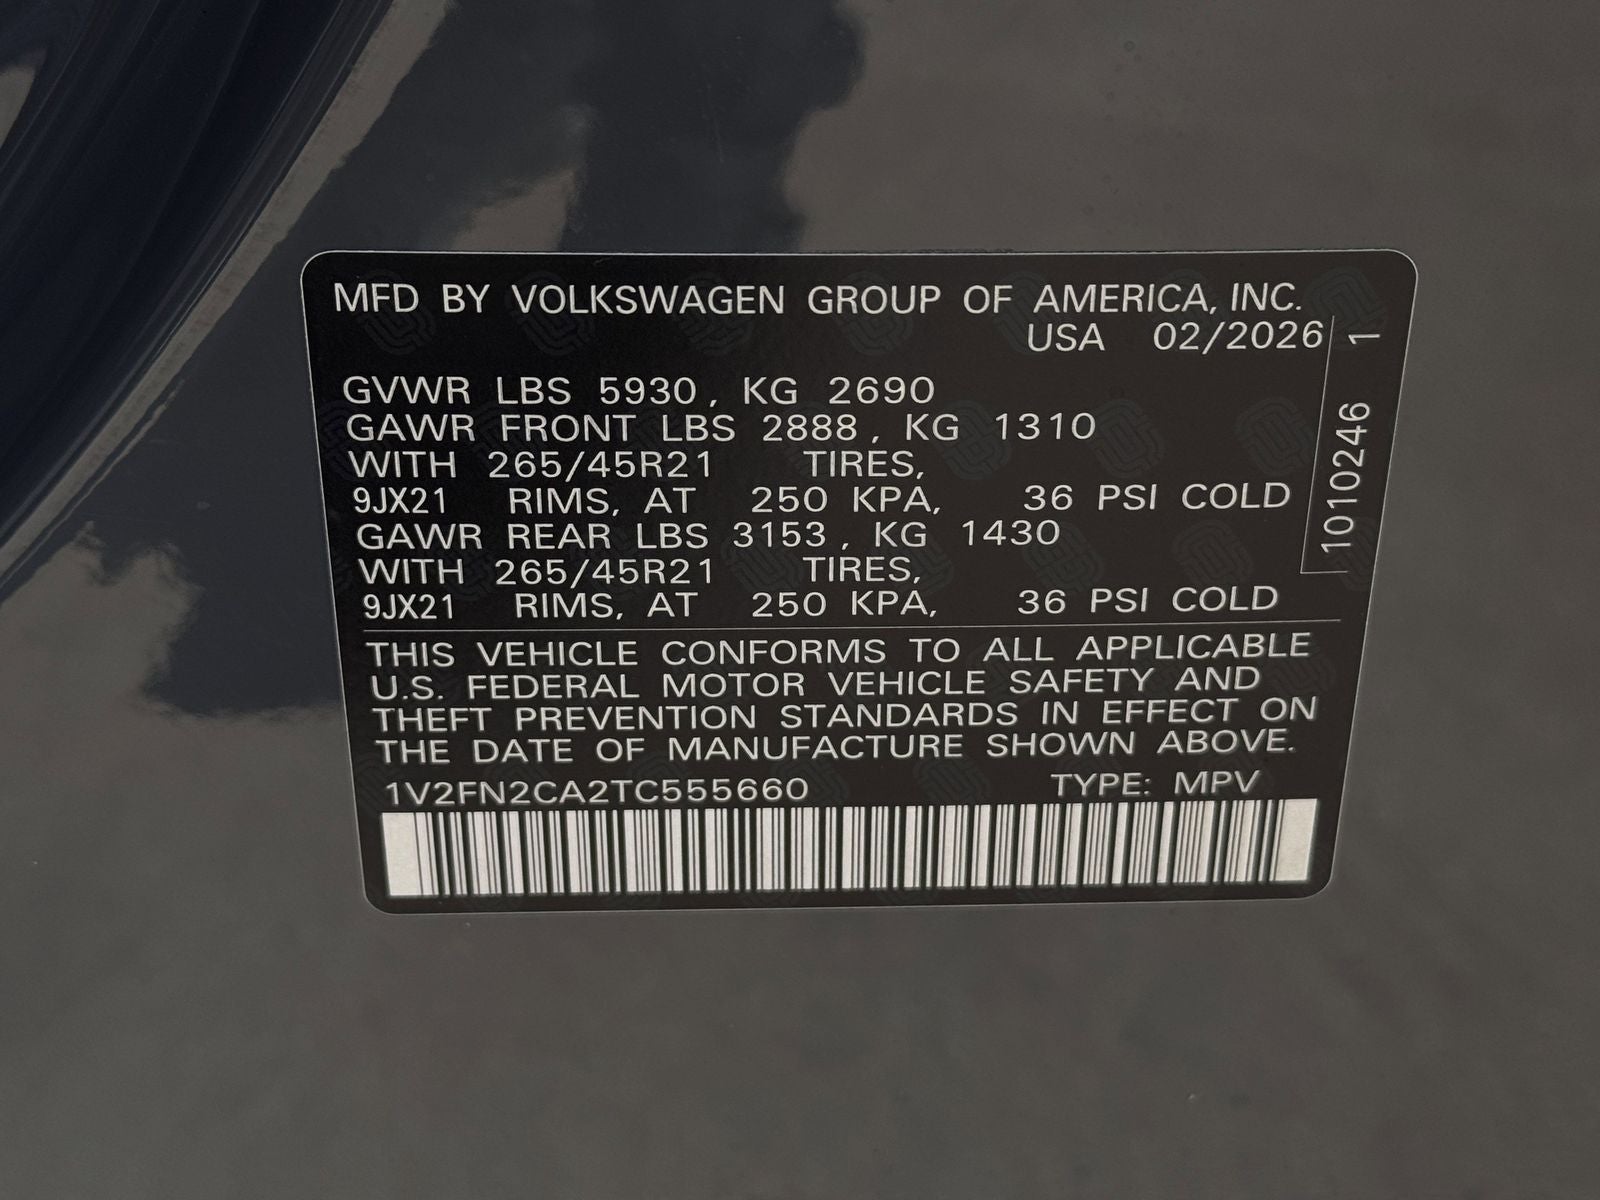 MFD BY VOLKSWAGEN GROUP OF AMERICA, INC.
USA 02/2026
GVWR LBS 5930, KG 2690
GAWR FRONT LBS 2888, KG 1310
WITH 265/45R21 TIRES,
9JX21 RIMS, AT 250 KPA, 36 PSI COLD
GAWR REAR LBS 3153, KG 1430
WITH 265/45R21 TIRES,
9JX21 RIMS, AT 250 KPA, 36 PSI COLD
1010246 1
THIS VEHICLE CONFORMS TO ALL APPLICABLE
U.S. FEDERAL MOTOR VEHICLE SAFETY AND
THEFT PREVENTION STANDARDS IN EFFECT ON
THE DATE OF MANUFACTURE SHOWN ABOVE.
1V2FN2CA2TC555660 TYPE: MPV